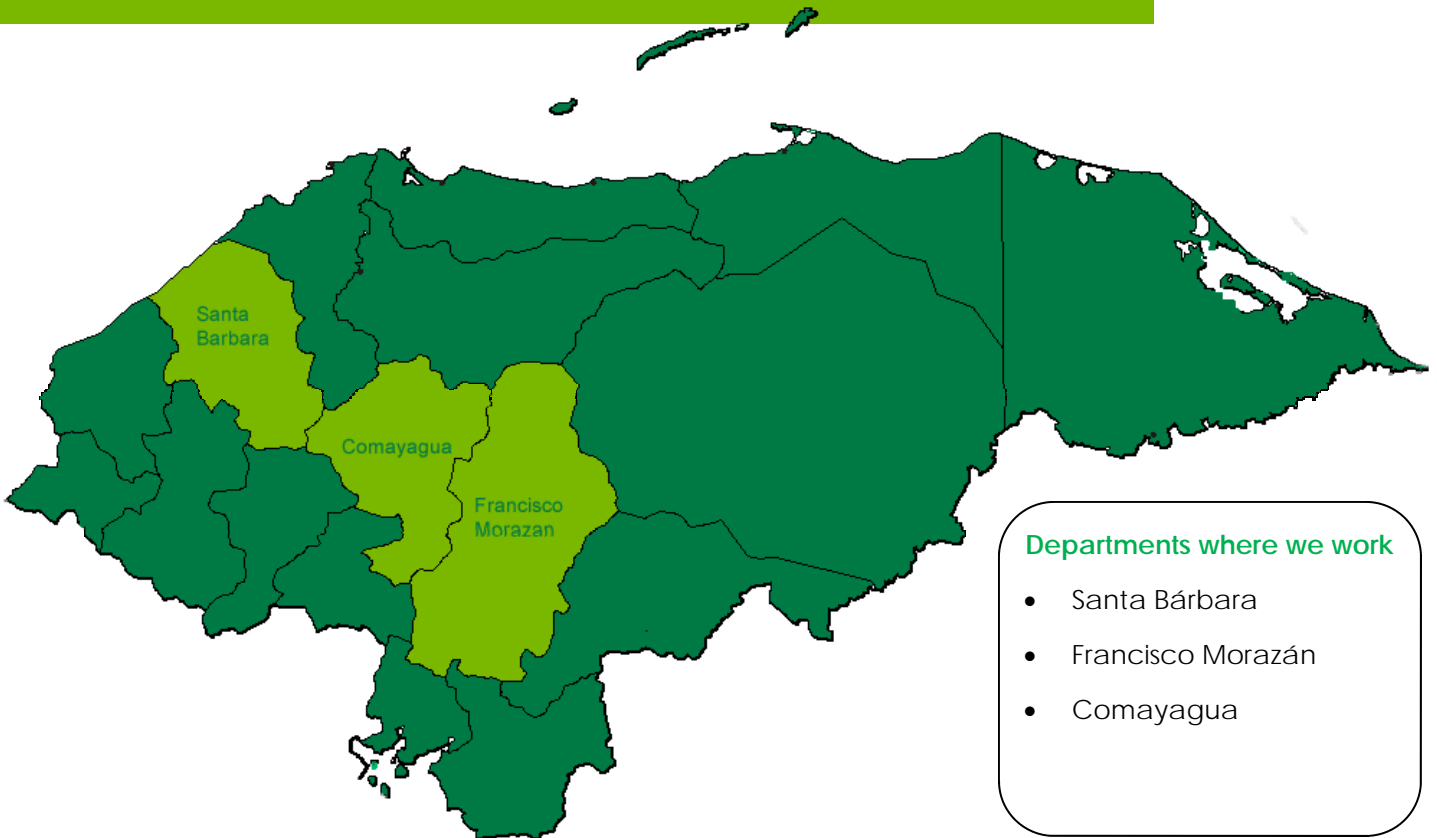 Santa
Barbara
Comayagua
Francisco
Morazan
Departments where we work
• Santa Bárbara
• Francisco Morazán
• Comayagua